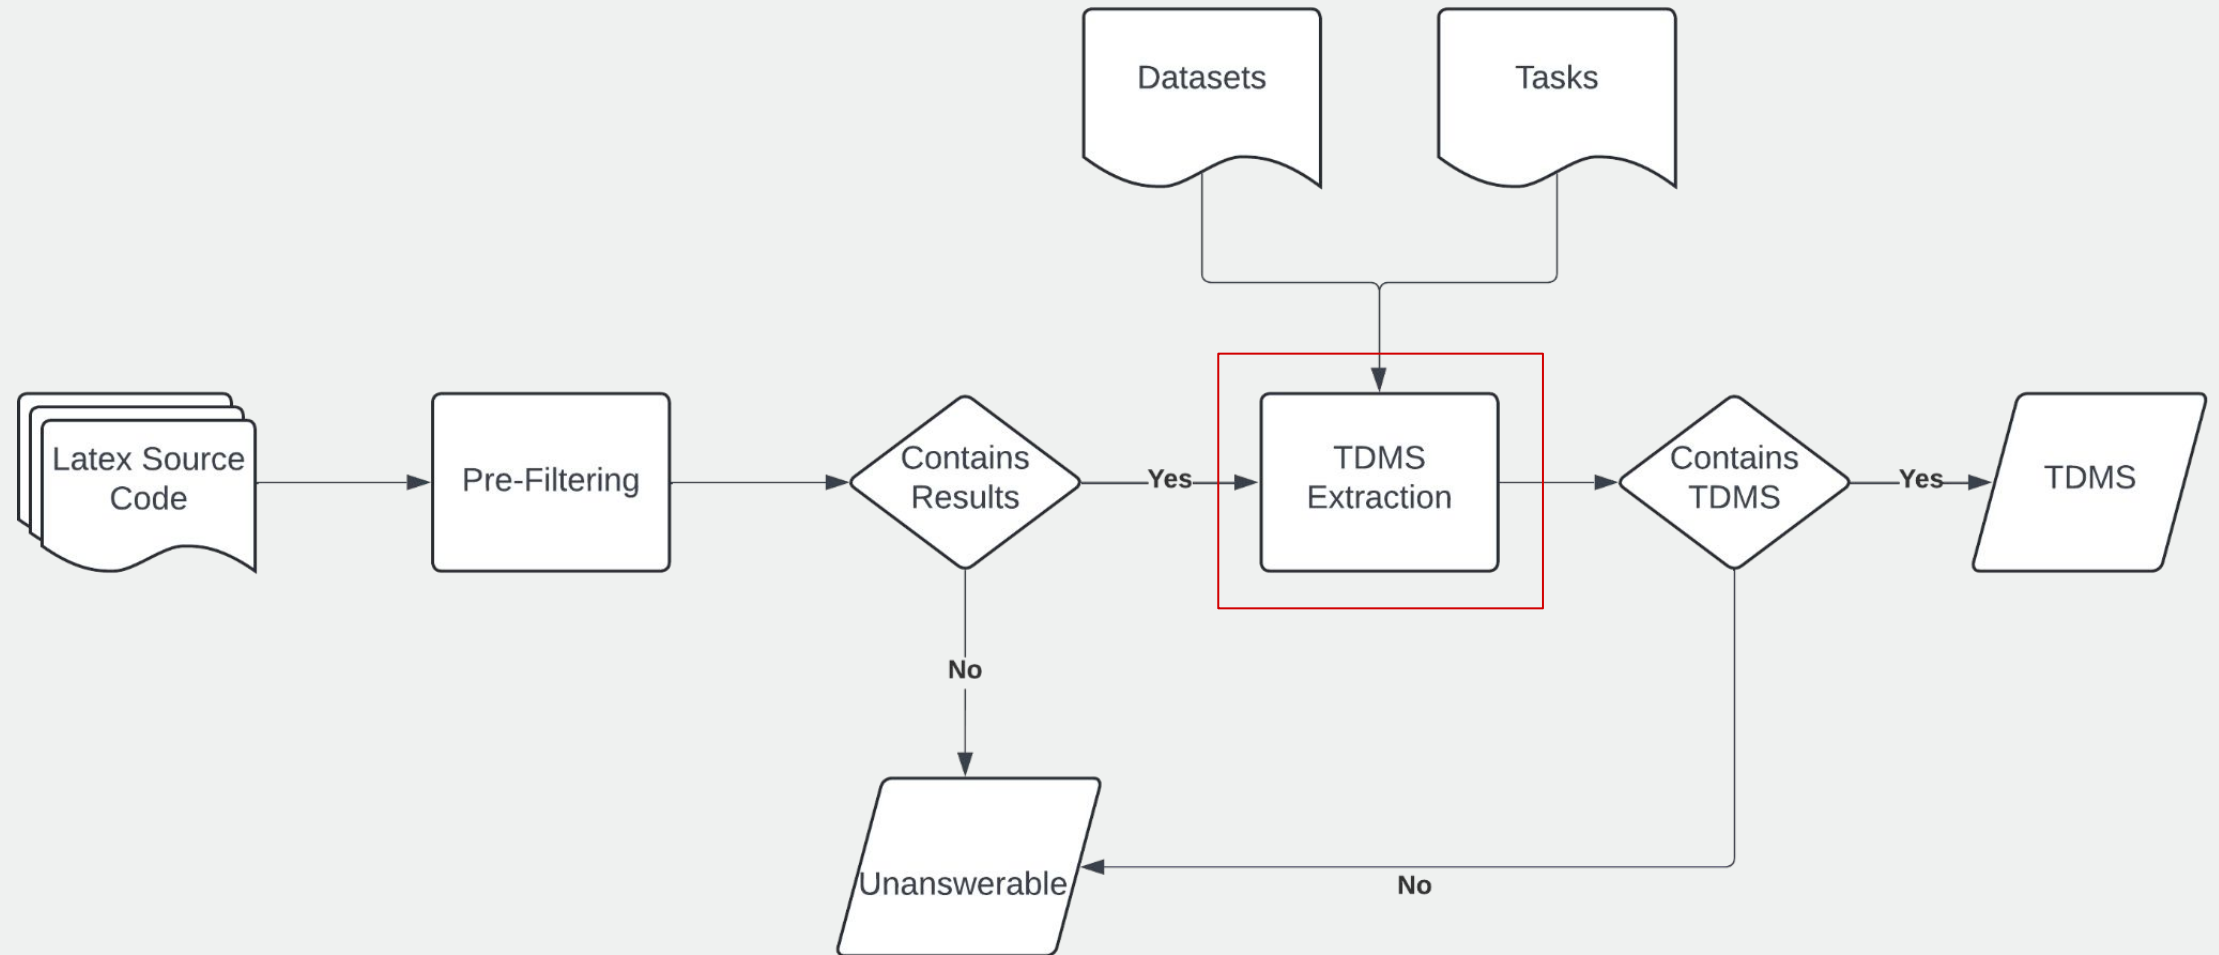 Datasets
Tasks
Latex Source
Code
Pre-Filtering
Contains
Results
Yes
TDMS
Extraction
Contains
TDMS
Yes
TDMS
No
Unanswerable
No